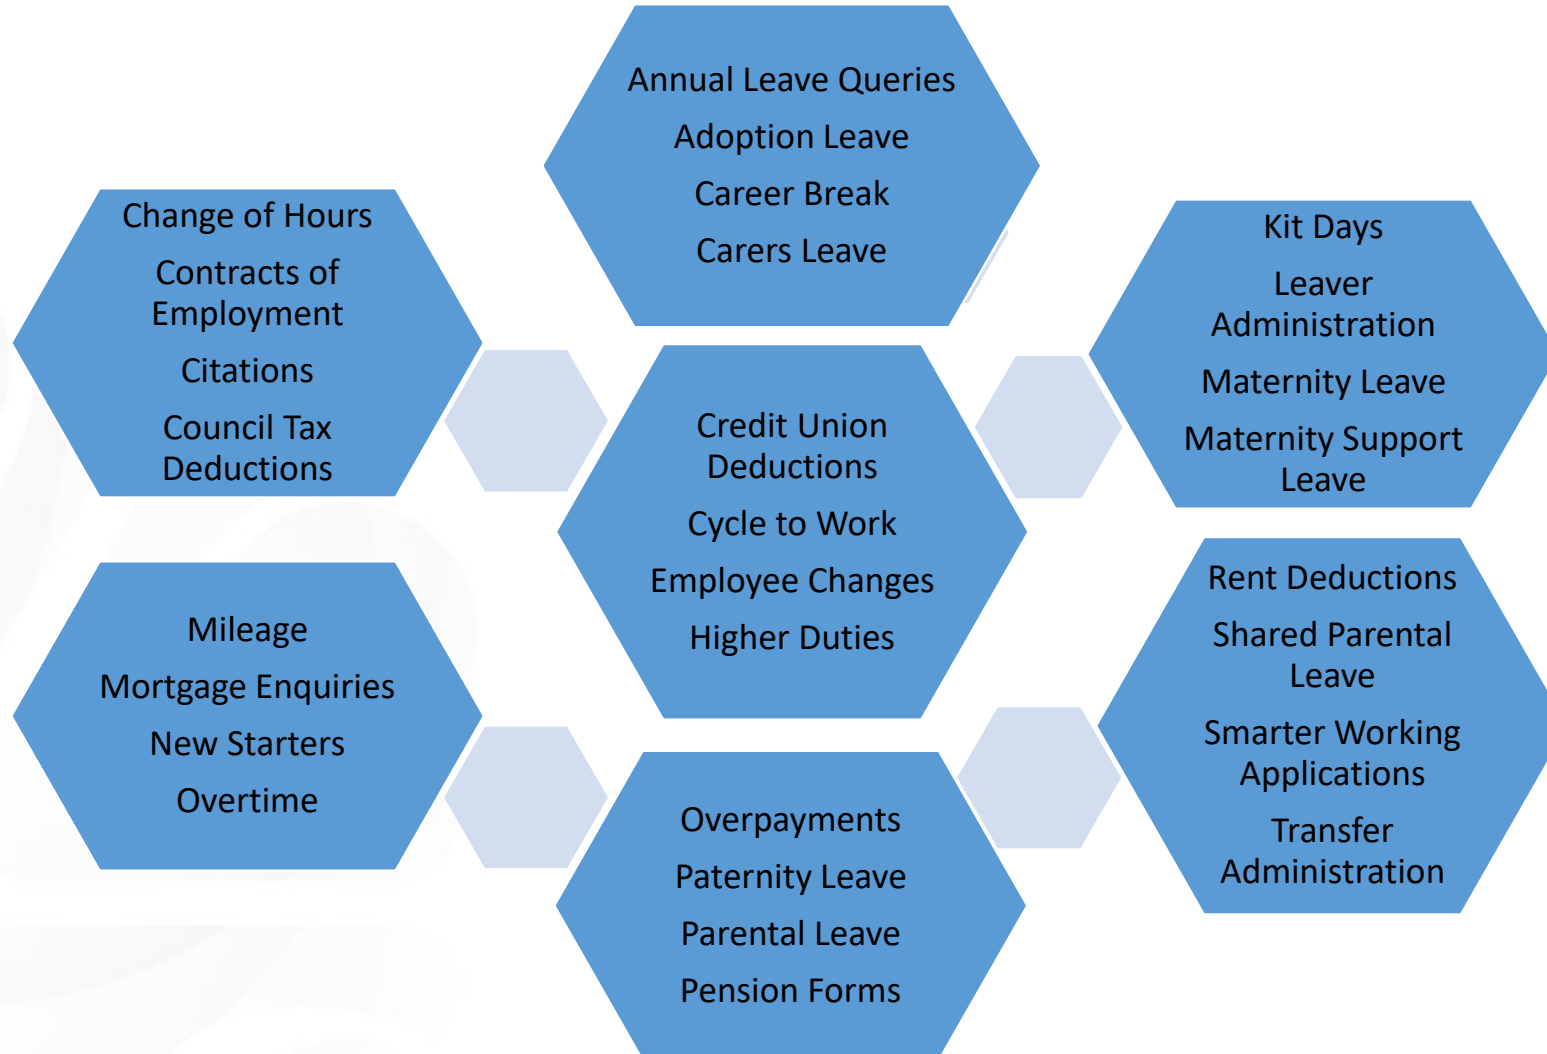 Annual Leave Queries
Adoption Leave
Career Break
Carers Leave
Change of Hours
Contracts of
Employment
Citations
Council Tax
Deductions
Kit Days
Leaver
Administration
Maternity Leave
Maternity Support
Leave
Credit Union
Deductions
Cycle to Work
Employee Changes
Higher Duties
Mileage
Mortgage Enquiries
New Starters
Overtime
Rent Deductions
Shared Parental
Leave
Smarter Working
Applications
Transfer
Administration
Overpayments
Paternity Leave
Parental Leave
Pension Forms